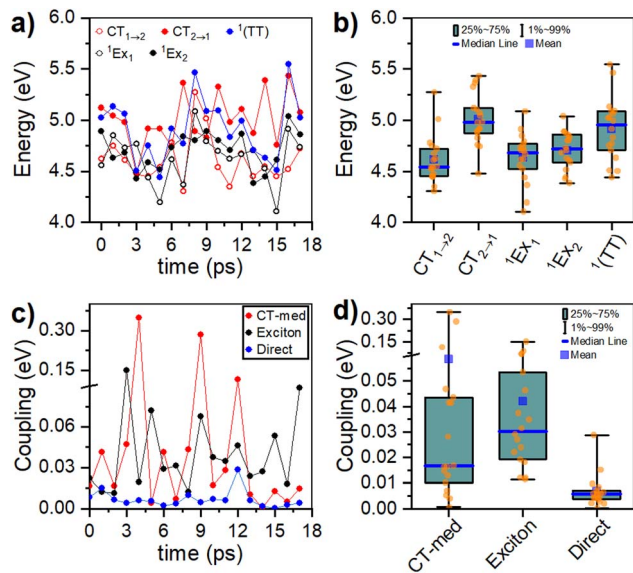 a)
CT1→2 CT2→1 1(TT)
1Ex1 1Ex2
6.0
5.5
5.0
4.5
4.0
Energy (eV)
0 3 6 9 12 15 18
time (ps)
b)
25%~75% 1%~99%
Median Line Mean
6.0
5.5
5.0
4.5
4.0
Energy (eV)
CT1→2 CT2→1 1Ex1 1Ex2 1(TT)
c)
CT-med
Exciton
Direct
0.30
0.15
0.06
0.03
0.00
Coupling (eV)
0 3 6 9 12 15 18
time (ps)
d)
25%~75%
1%~99%
Median Line
Mean
0.30
0.15
0.05
0.04
0.03
0.02
0.01
0.00
Coupling (eV)
CT-med Exciton Direct